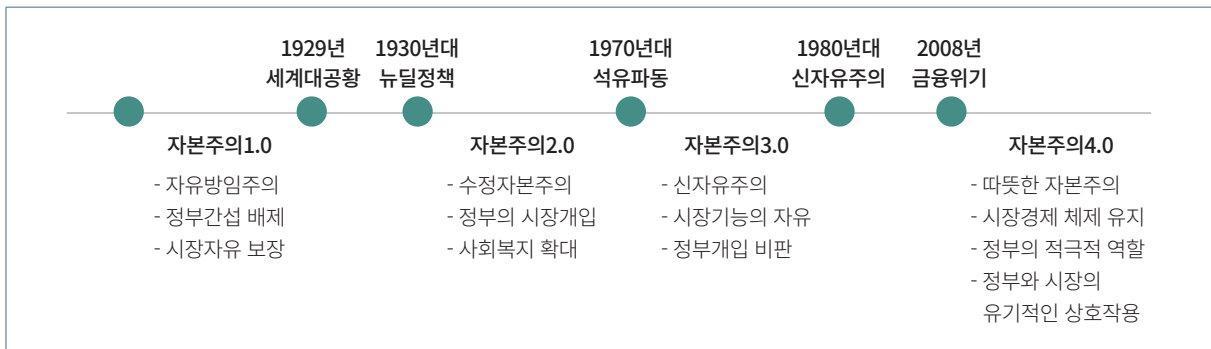 1929년
세계대공황
1930년대
뉴딜정책
1970년대
석유파동
1980년대
신자유주의
2008년
금융위기
자본주의1.0
- 자유방임주의
- 정부간섭 배제
- 시장자유 보장
자본주의2.0
- 수정자본주의
- 정부의 시장개입
- 사회복지 확대
자본주의3.0
- 신자유주의
- 시장기능의 자유
- 정부개입 비판
자본주의4.0
- 따뜻한 자본주의
- 시장경제 체제 유지
- 정부의 적극적 역할
- 정부와 시장의
유기적인 상호작용